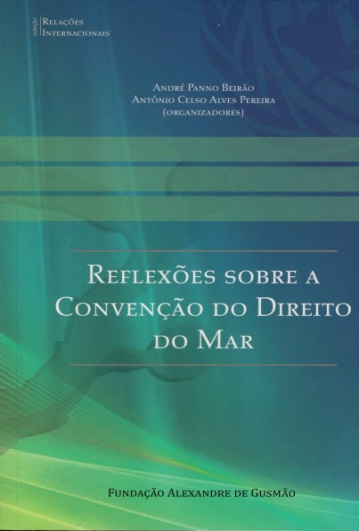 coleção
RELAÇÕES
INTERNACIONAIS
ANDRÉ PANNO BEIRÃO
ANTÔNIO CELSO ALVES PEREIRA
(ORGANIZADORES)
REFLEXÕES SOBRE A
CONVENÇÃO DO DIREITO
DO MAR
FUNDAÇÃO ALEXANDRE DE GUSMÃO